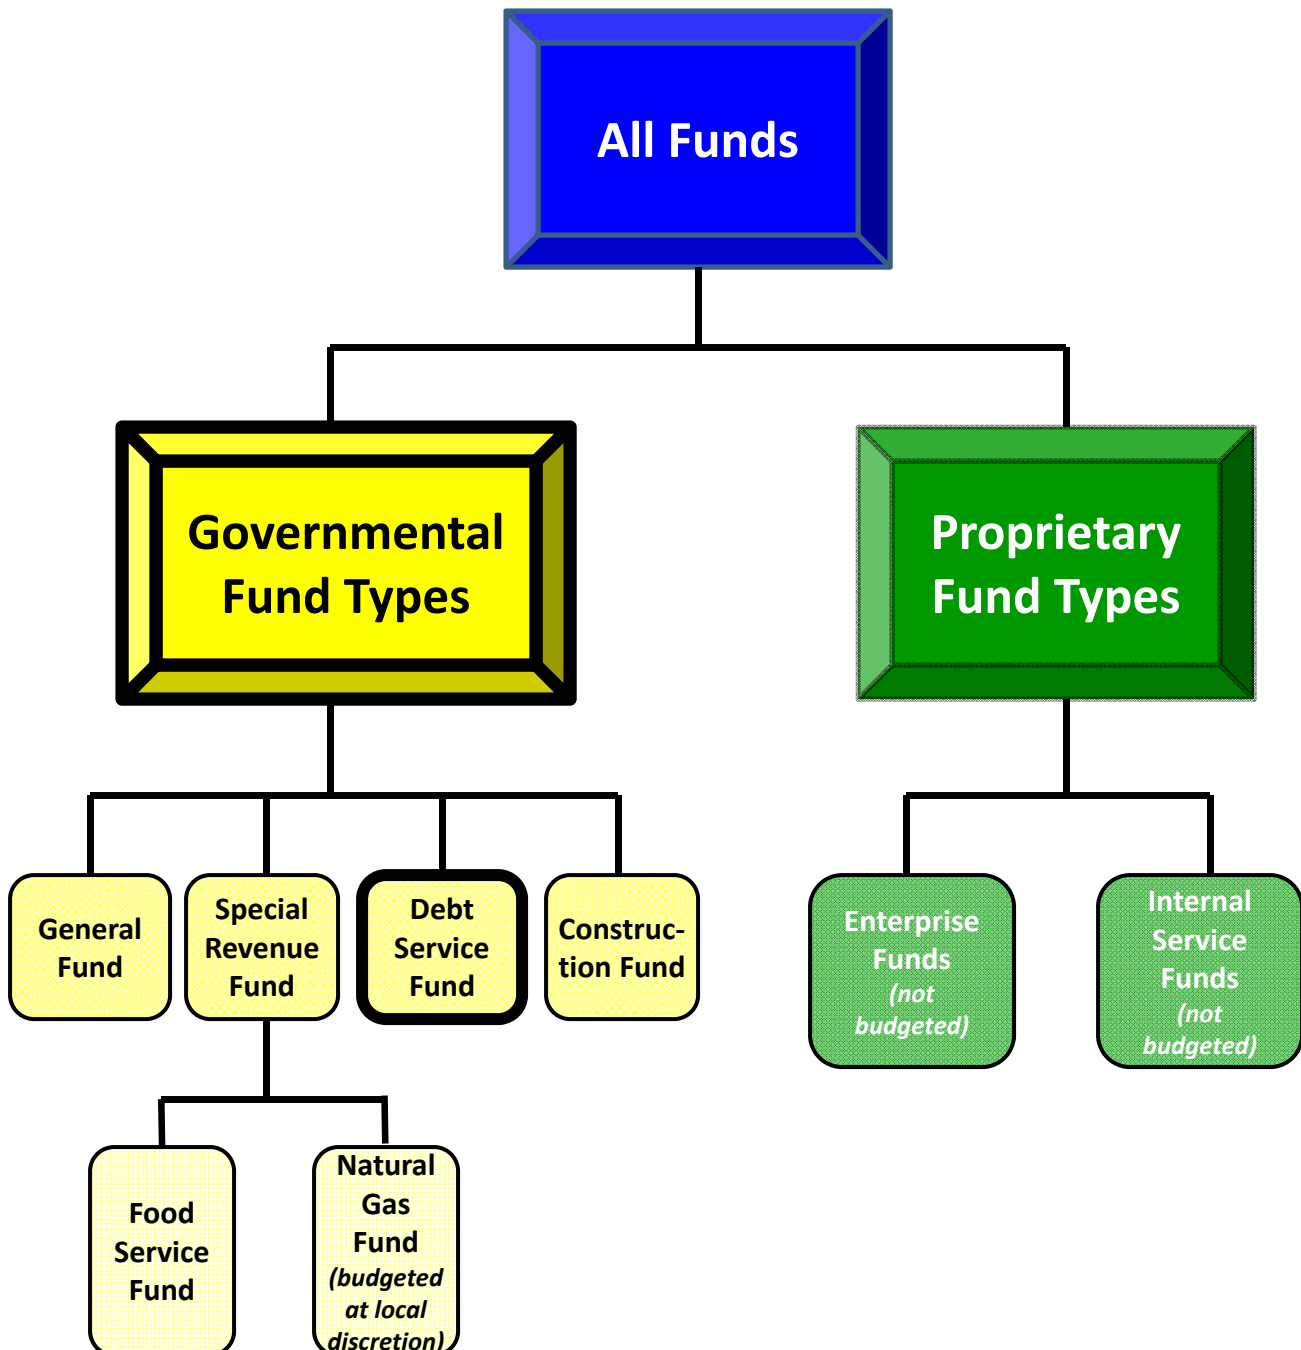 All Funds
Governmental
Fund Types
Proprietary
Fund Types
General
Fund
Special
Revenue
Fund
Debt
Service
Fund
Construc-
tion Fund
Enterprise
Funds
(not
budgeted)
Internal
Service
Funds
(not
budgeted)
Food
Service
Fund
Natural
Gas
Fund
(budgeted
at local
discretion)